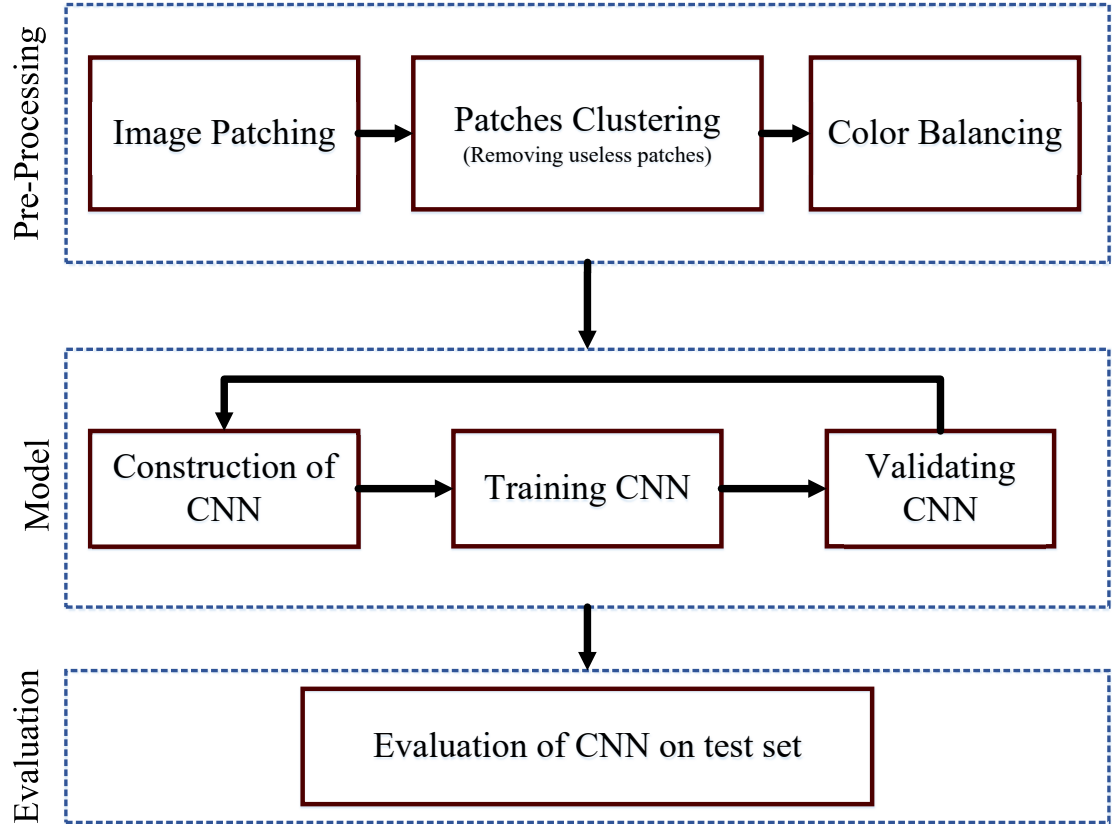 Pre-Processing
Image Patching
Patches Clustering
(Removing useless patches)
Color Balancing
Model
Construction of
CNN
Training CNN
Validating
CNN
Evaluation
Evaluation of CNN on test set